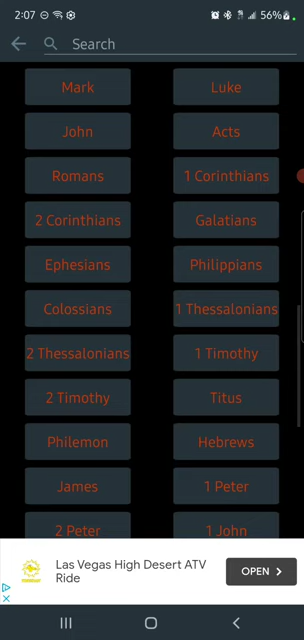 2:07 56%
Search
Mark Luke
John Acts
Romans 1 Corinthians
2 Corinthians Galatians
Ephesians Philippians
Colossians 1 Thessalonians
2 Thessalonians 1 Timothy
2 Timothy Titus
Philemon Hebrews
James 1 Peter
2 Peter 1 John
Las Vegas High Desert ATV
Ride
OPEN